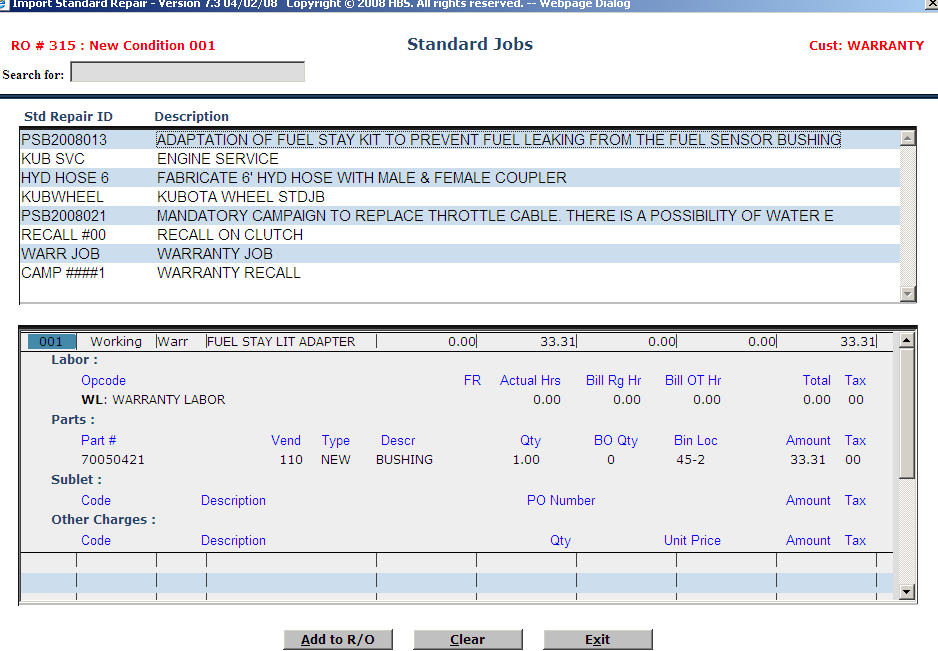 Import Standard Repair - Version 7.3 04/02/08 Copyright © 2008 HBS. All rights reserved. -- Webpage Dialog
RO # 315 : New Condition 001 Standard Jobs Cust: WARRANTY
Search for:
Std Repair ID Description
PSB2008013 ADAPTATION OF FUEL STAY KIT TO PREVENT FUEL LEAKING FROM THE FUEL SENSOR BUSHING
KUB SVC ENGINE SERVICE
HYD HOSE 6 FABRICATE 6' HYD HOSE WITH MALE & FEMALE COUPLER
KUBWHEEL KUBOTA WHEEL STDJB
PSB2008021 MANDATORY CAMPAIGN TO REPLACE THROTTLE CABLE. THERE IS A POSSIBILITY OF WATER E
RECALL #00 RECALL ON CLUTCH
WARR JOB WARRANTY JOB
CAMP ####1 WARRANTY RECALL
001 Working Warr FUEL STAY LIT ADAPTER 0.00 33.31 0.00 0.00 33.31
Labor :
Opcode FR Actual Hrs Bill Rg Hr Bill OT Hr Total Tax
WL: WARRANTY LABOR 0.00 0.00 0.00 0.00 00
Parts :
Part # Vend Type Descr Qty BO Qty Bin Loc Amount Tax
70050421 110 NEW BUSHING 1.00 0 45-2 33.31 00
Sublet :
Code Description PO Number Amount Tax
Other Charges :
Code Description Qty Unit Price Amount Tax
Add to R/O Clear Exit